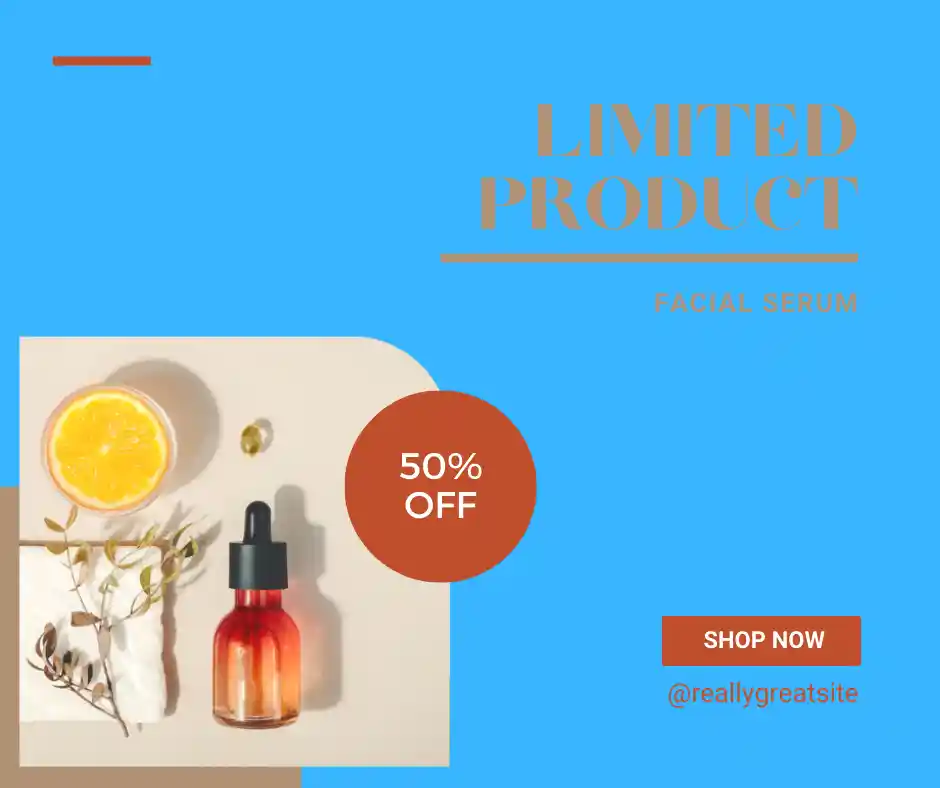 LIMITED
PRODUCT
FACIAL SERUM
50%
OFF
SHOP NOW
@reallygreatsite